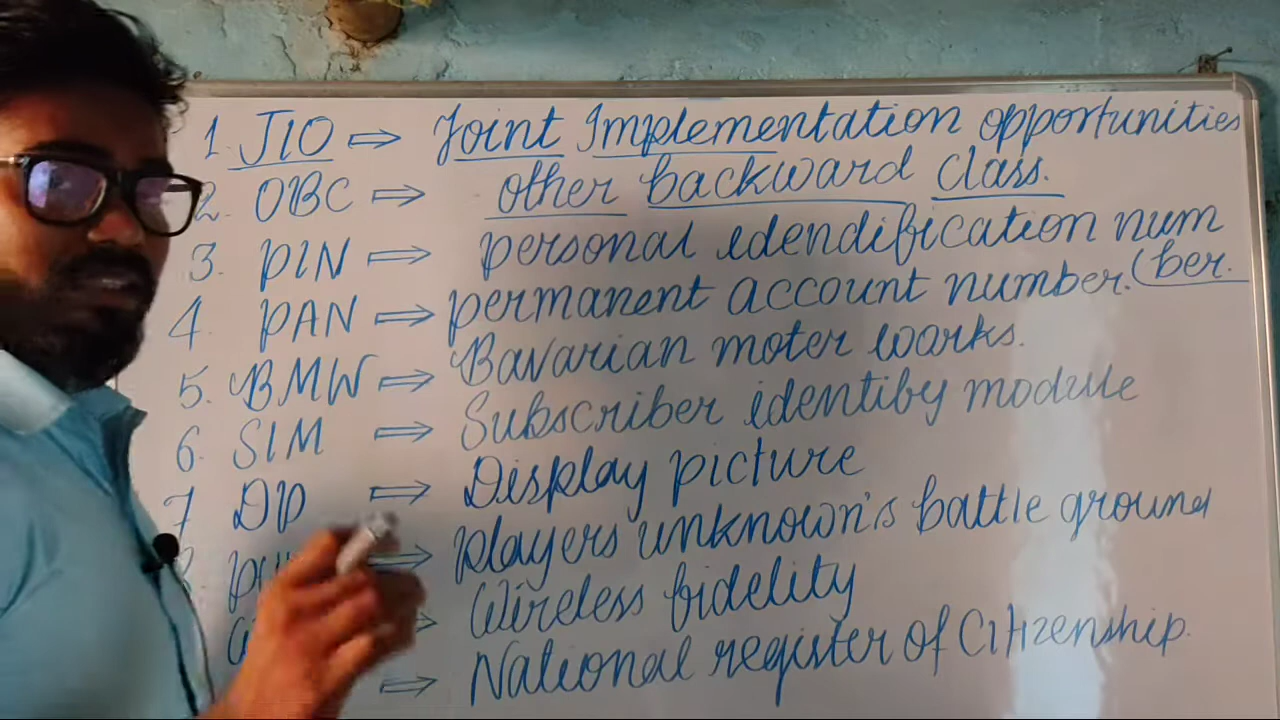 1. JIO ⇒ Joint Implementation opportunities
2. OBC ⇒ other backward class.
3. PIN ⇒ personal idendification num
(ber.
4. PAN ⇒ permanent account number.
5. BMW ⇒ Bavarian moter works.
6. SIM ⇒ Subscriber identiby module
7 DP ⇒ Display picture
⇒ players unknown's battle ground
Wireless fidelity
⇒ National register of Citizenship.